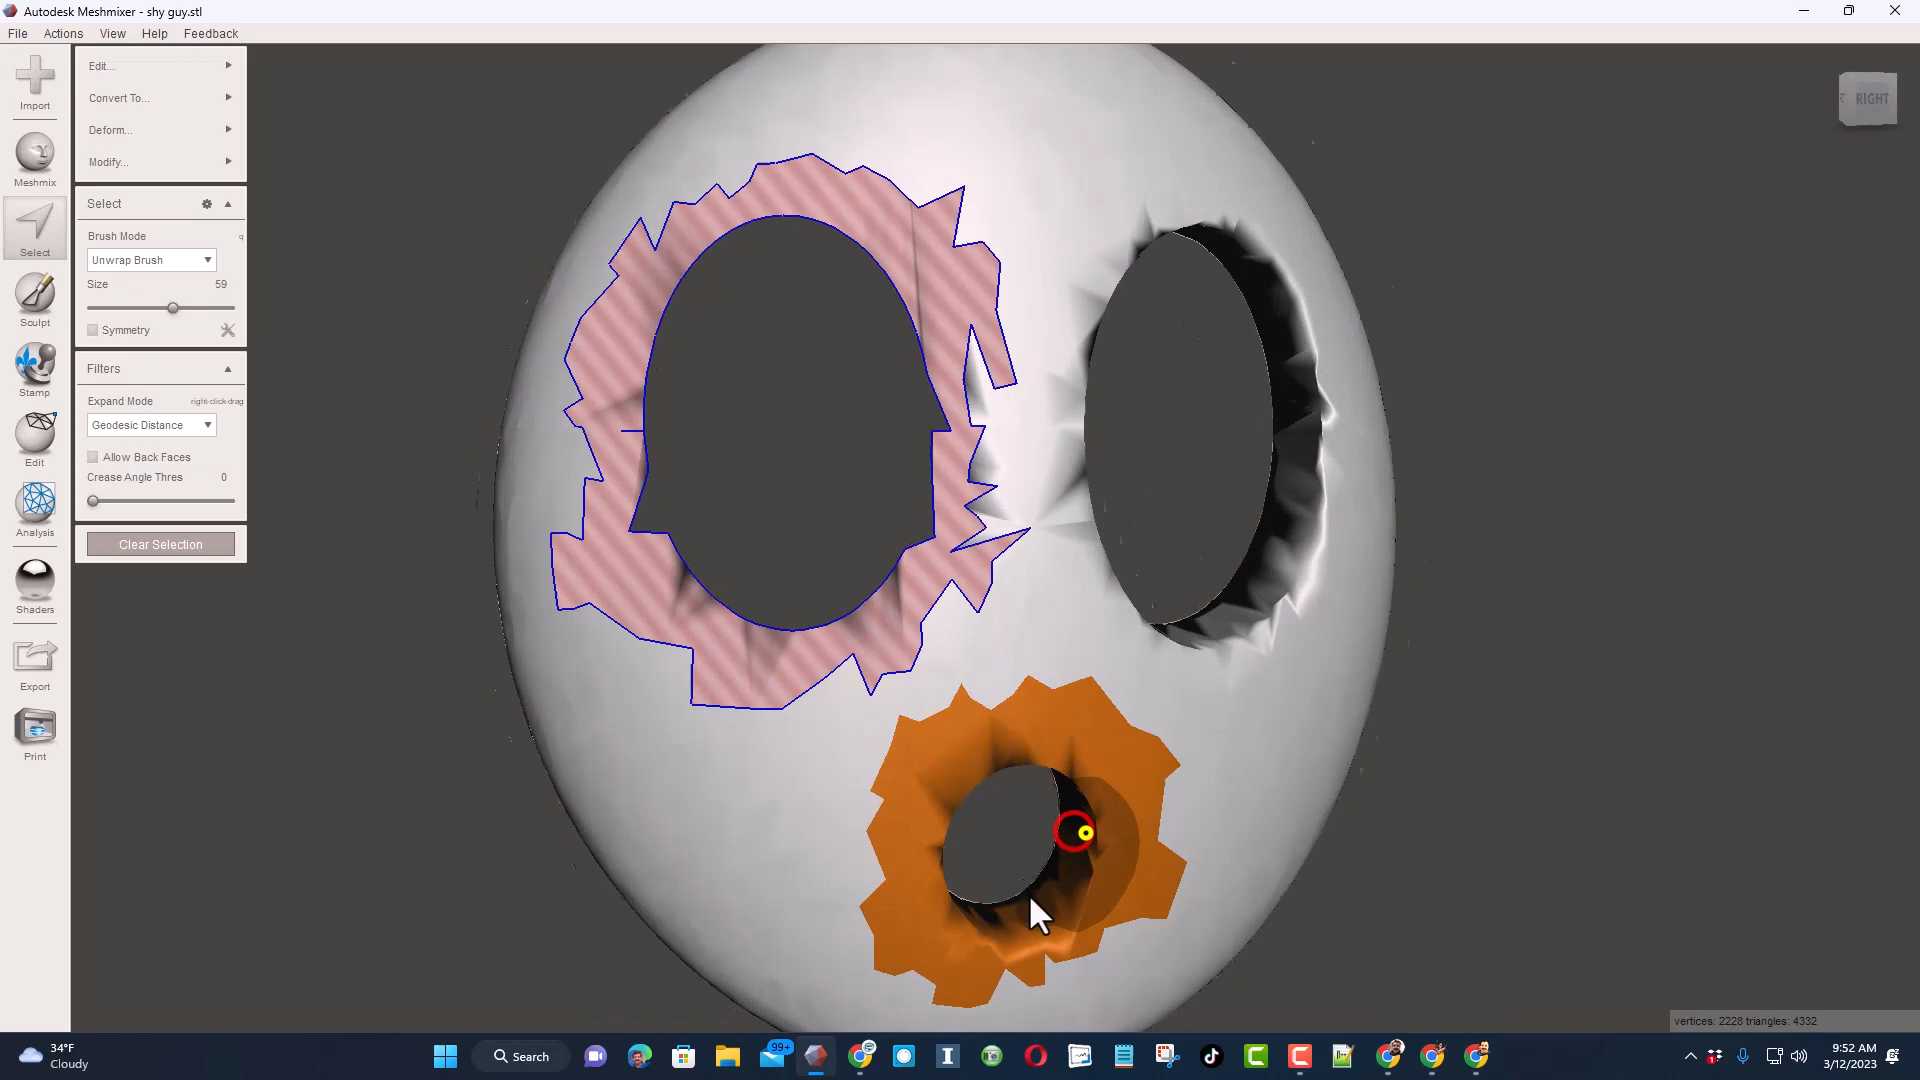 Autodesk Meshmixer - shy guy.stl
File Actions View Help Feedback
Import
Meshmix
Select
Sculpt
Stamp
Edit
Analysis
Shaders
Export
Print
Edit...
Convert To...
Deform...
Modify...
Select
Brush Mode q
Unwrap Brush
Size 59
Symmetry
Filters
Expand Mode right-click-drag
Geodesic Distance
Allow Back Faces
Crease Angle Thres 0
Clear Selection
RIGHT
vertices: 2228 triangles: 4332
34°F
Cloudy
Search
99+
9:52 AM
3/12/2023